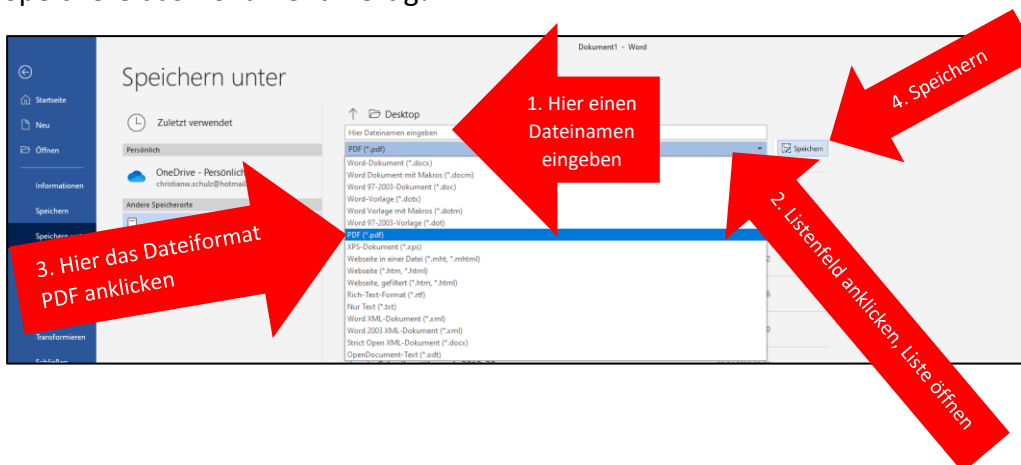 Dokument1 - Word
Speichern unter
Startseite
Neu
Öffnen
Informationen
Speichern
Speichern
Transformieren
Zuletzt verwendet
Persönlich
OneDrive - Persönlich
christianw.schulz@hotmail
Andere Speicherorte
Desktop
Hier Dateinamen eingeben
PDF (*.pdf)
Speichern
Word-Dokument (*.docx)
Word Dokument mit Makros (*.docm)
Word 97-2003-Dokument (*.doc)
Word-Vorlage (*.dotx)
Word Vorlage mit Makros (*.dotm)
Word 97-2003-Vorlage (*.dot)
PDF (*.pdf)
XPS-Dokument (*.xps)
Webseite in einer Datei (*.mht, *.mhtml)
Webseite (*.htm, *.html)
Webseite, gefiltert (*.htm, *.html)
Rich-Text-Format (*.rtf)
Nur Text (*.txt)
Word XML-Dokument (*.xml)
Word 2003 XML-Dokument (*.xml)
Strict Open XML-Dokument (*.docx)
OpenDocument-Text (*.odt)
1. Hier einen
Dateinamen
eingeben
2. Listenfeld anklicken, Liste öffnen
3. Hier das Dateiformat
PDF anklicken
4. Speichern